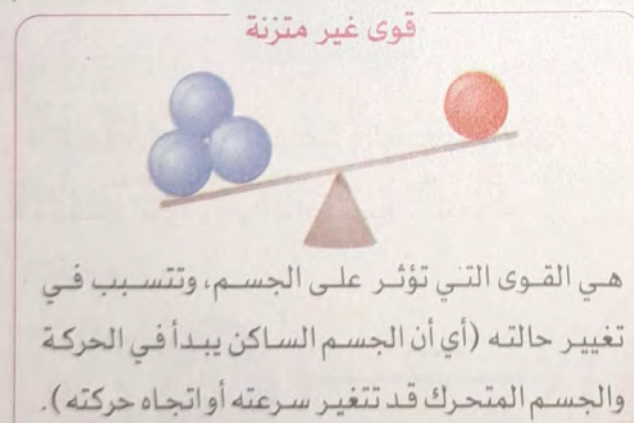 قوى غير متزنة
هي القوى التي تؤثر على الجسم، وتتسبب في
تغيير حالته (أي أن الجسم الساكن يبدأ في الحركة
والجسم المتحرك قد تتغير سرعته أو اتجاه حركته).